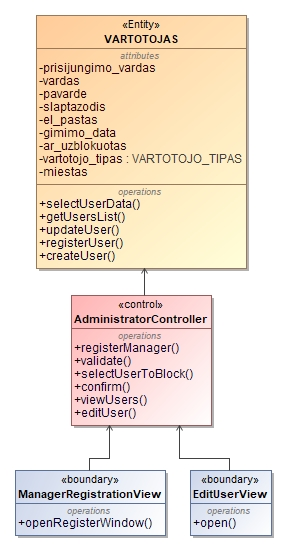 «Entity»
VARTOTOJAS
attributes
-prisijungimo_vardas
-vardas
-pavarde
-slaptazodis
-el_pastas
-gimimo_data
-ar_uzblokuotas
-vartotojo_tipas : VARTOTOJO_TIPAS
-miestas
operations
+selectUserData()
+getUsersList()
+updateUser()
+registerUser()
+createUser()
«control»
AdministratorController
operations
+registerManager()
+validate()
+selectUserToBlock()
+confirm()
+viewUsers()
+editUser()
«boundary»
ManagerRegistrationView
operations
+openRegisterWindow()
«boundary»
EditUserView
operations
+open()